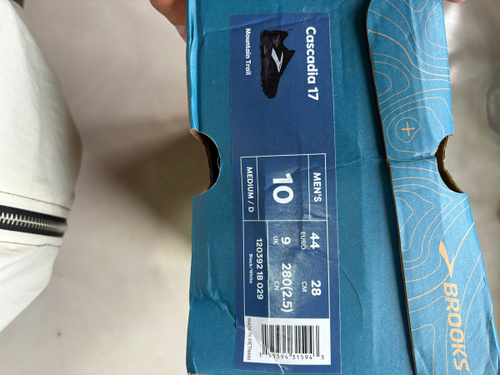 Cascadia 17
Mountain Trail
MEN'S
10
MEDIUM / D
44
EURO
28
CM
9
UK
280(2.5)
CN
120392 1B 029
Black/White
MADE IN VIETNAM
BROOKS